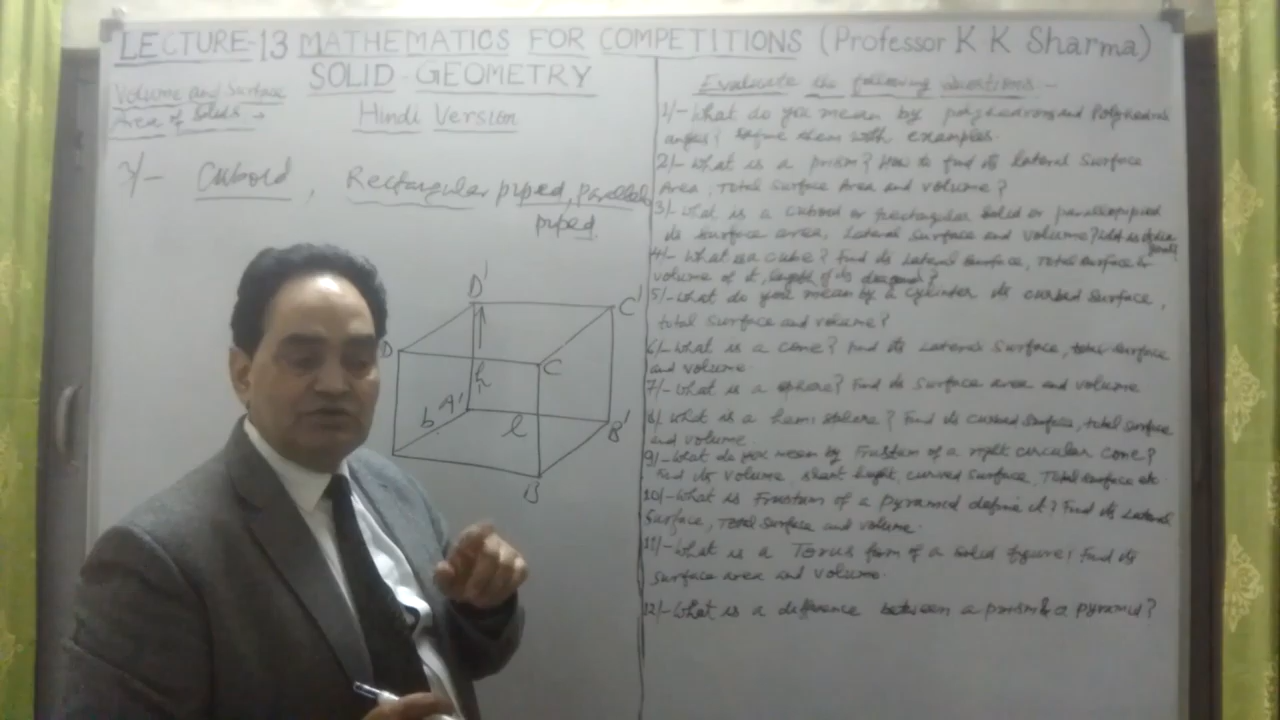 LECTURE-13 MATHEMATICS FOR COMPETITIONS (Professor K K Sharma)
SOLID GEOMETRY
Volume and Surface
Area of Solids →
Hindi Version
3/- Cuboid, Rectangular piped, parallelo
piped
D'
C'
D
C
h
b
A'
l
B'
B
Evaluate the following questions -
1/- What do you mean by polyhedrons and Polyhedral
angles? Define them with examples.
2/- What is a prism? How to find its lateral Surface
Area, Total Surface Area and volume?
3/- What is a cuboid or rectangular solid or parallelopiped
its surface area, lateral surface and volume?
4/- What is a cube? Find its Lateral surface, Total surface &
volume of it, length of its diagonal?
5/- What do you mean by a cylinder its curbed surface,
total surface and volume?
6/- What is a cone? Find its Lateral Surface, total surface
and volume.
7/- What is a sphere? Find its surface area and volume
8/- What is a hemi sphere? Find its curbed surface, total surface
and volume.
9/- What do you mean by Frustum of a right circular cone?
Find its volume, slant height, curved surface, Total surface etc.
10/- What is Frustum of a pyramid define it? Find its Lateral
Surface, Total Surface and volume.
11/- What is a Torus form of a solid figure, Find its
surface area and volume.
12/- What is a difference between a prism & a pyramid?